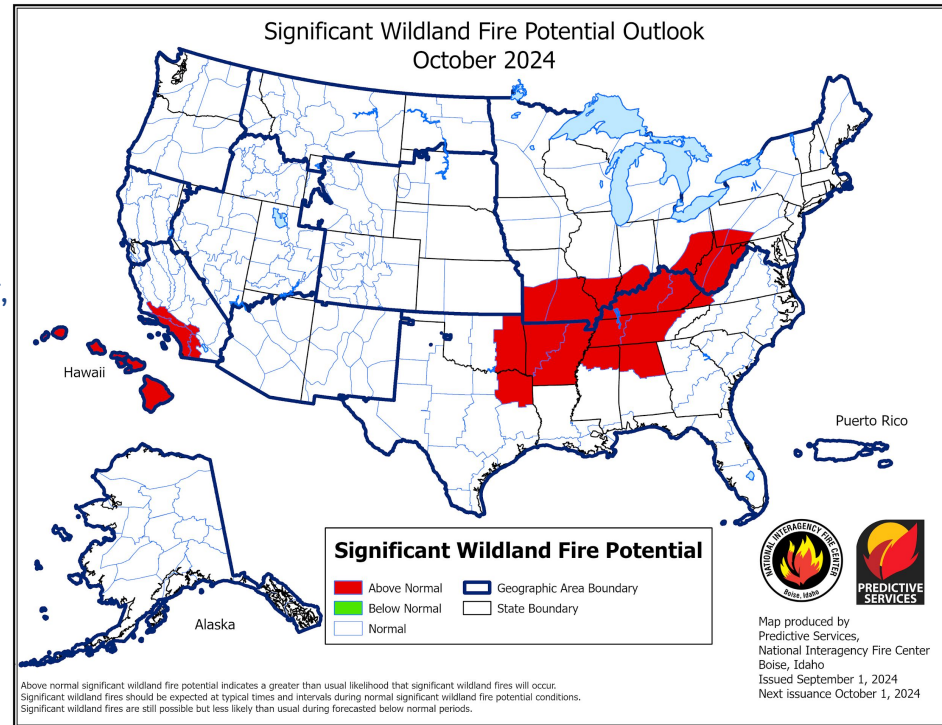 Significant Wildland Fire Potential Outlook
October 2024
,
Hawaii
Puerto Rico
Alaska
Significant Wildland Fire Potential
Above Normal
Geographic Area Boundary
Below Normal
State Boundary
Normal
NATIONAL INTERAGENCY FIRE CENTER
Boise, Idaho
PREDICTIVE
SERVICES
Map produced by
Predictive Services,
National Interagency Fire Center
Boise, Idaho
Issued September 1, 2024
Next issuance October 1, 2024
Above normal significant wildland fire potential indicates a greater than usual likelihood that significant wildland fires will occur.
Significant wildland fires should be expected at typical times and intervals during normal significant wildland fire potential conditions.
Significant wildland fires are still possible but less likely than usual during forecasted below normal periods.